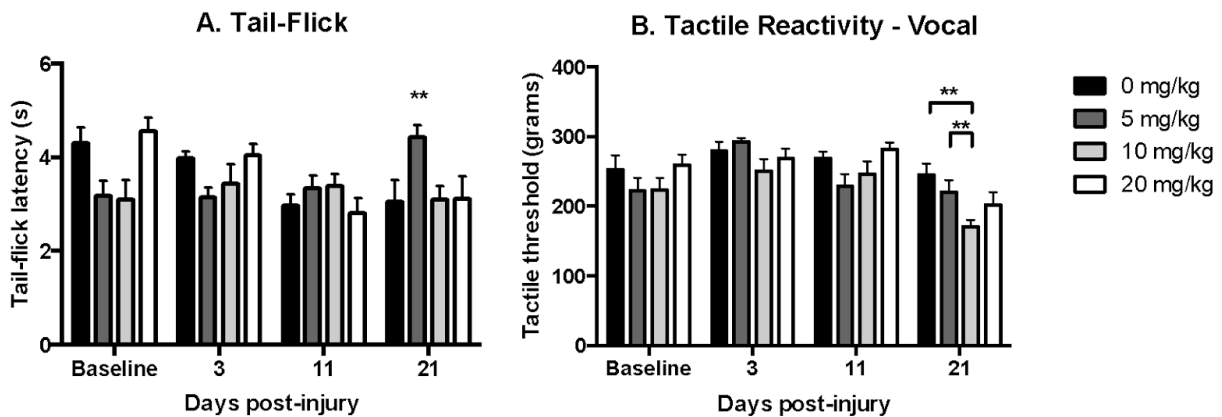 A. Tail-Flick
Tail-flick latency (s)
6
4
2
0
**
Baseline 3 11 21
Days post-injury
B. Tactile Reactivity - Vocal
Tactile threshold (grams)
400
300
200
100
0
**
**
Baseline 3 11 21
Days post-injury
0 mg/kg
5 mg/kg
10 mg/kg
20 mg/kg